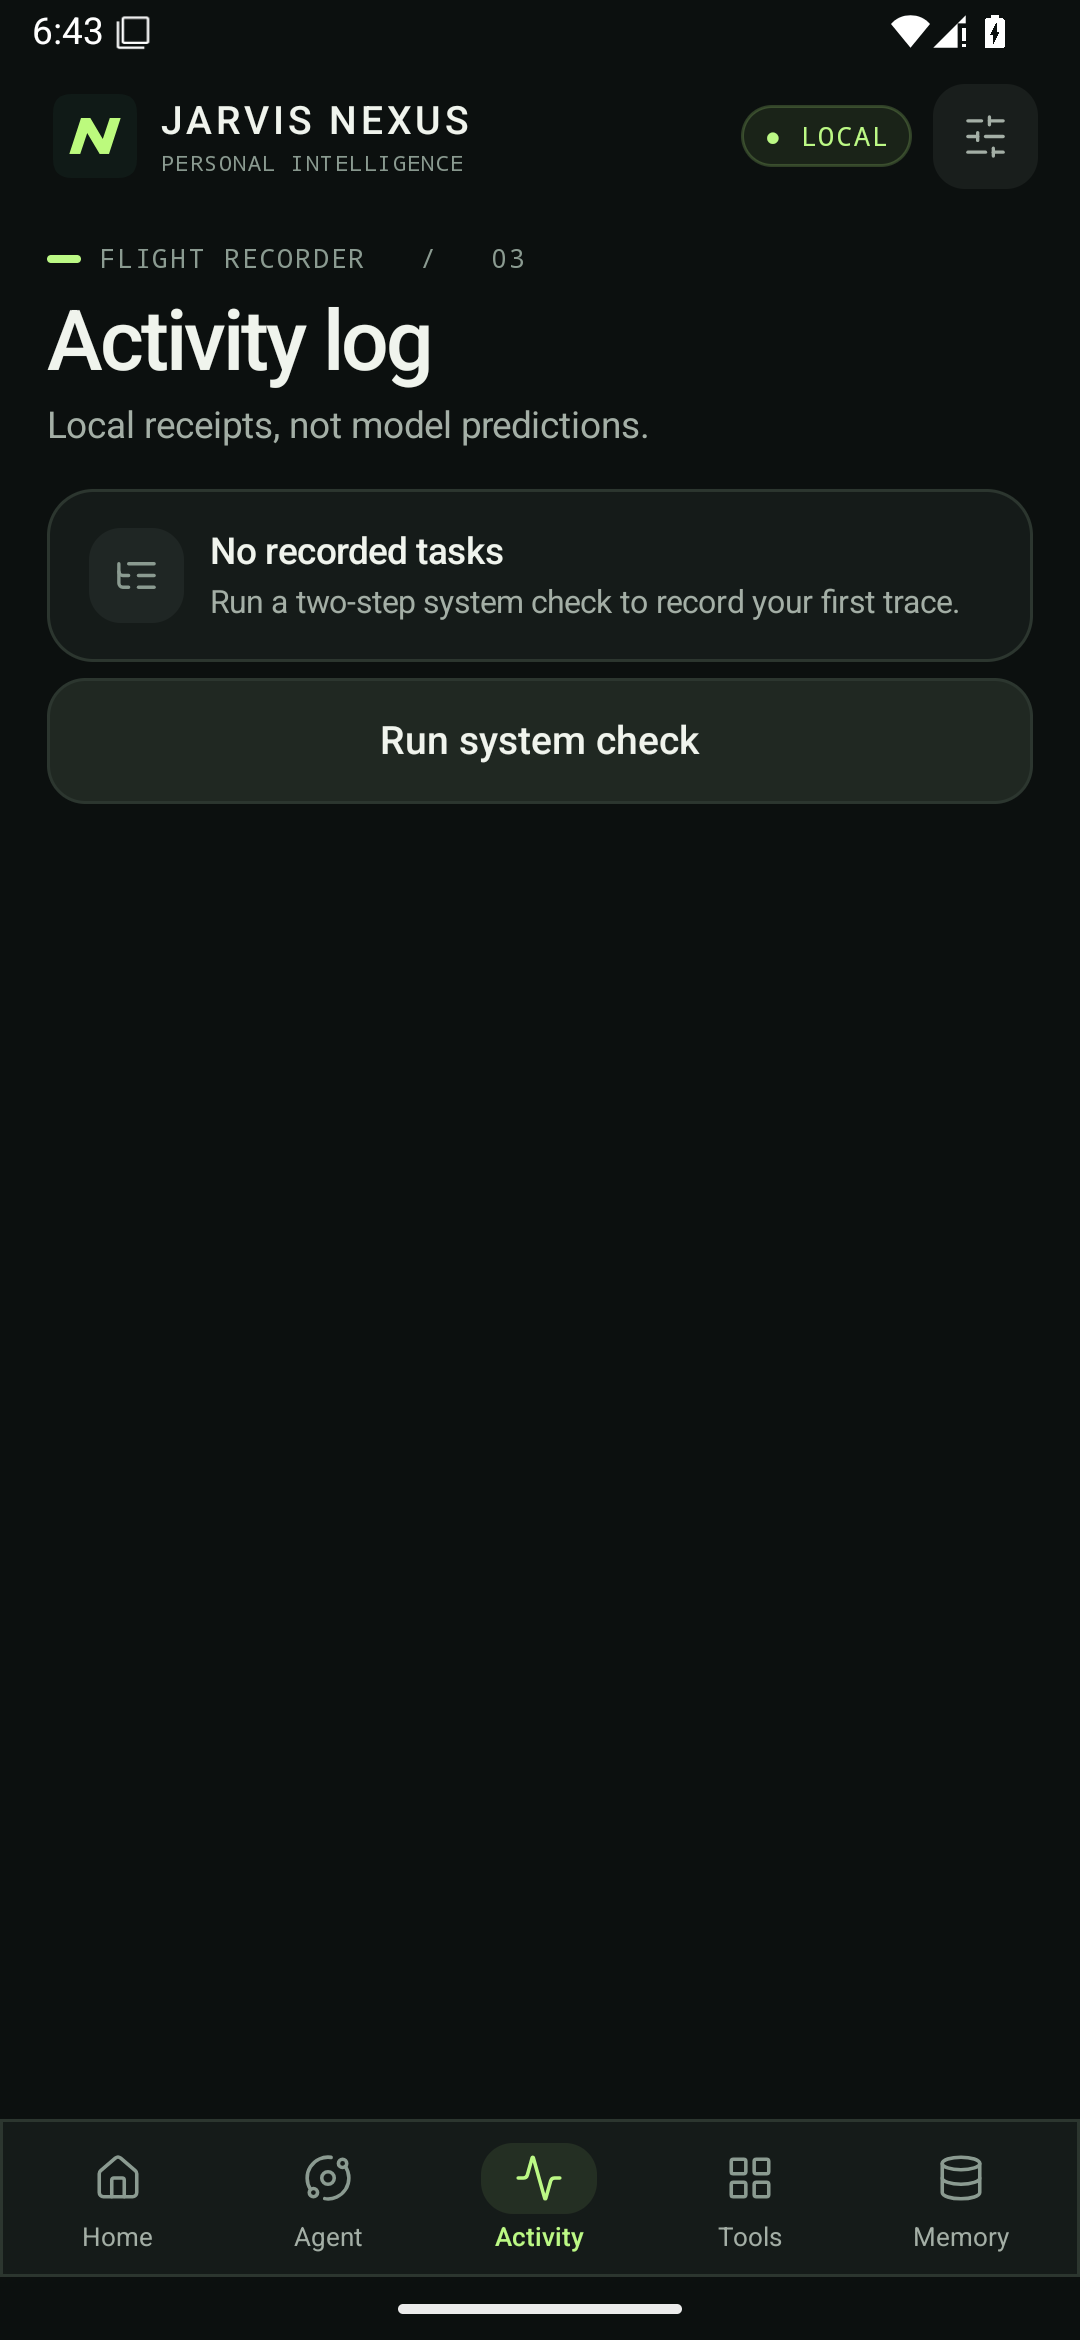 6:43
JARVIS NEXUS
PERSONAL INTELLIGENCE
LOCAL
FLIGHT RECORDER / 03
Activity log
Local receipts, not model predictions.
No recorded tasks
Run a two-step system check to record your first trace.
Run system check
Home
Agent
Activity
Tools
Memory